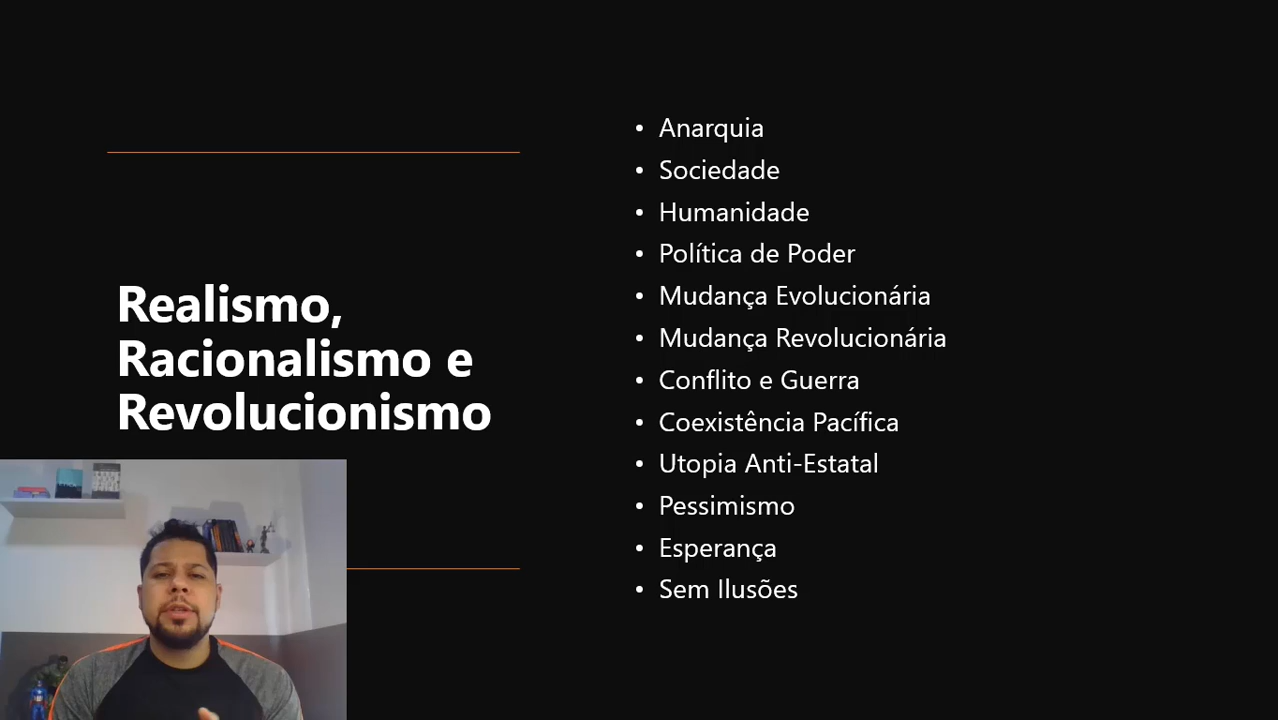 Realismo,
Racionalismo e
Revolucionismo
• Anarquia
• Sociedade
• Humanidade
• Política de Poder
• Mudança Evolucionária
• Mudança Revolucionária
• Conflito e Guerra
• Coexistência Pacífica
• Utopia Anti-Estatal
• Pessimismo
• Esperança
• Sem Ilusões